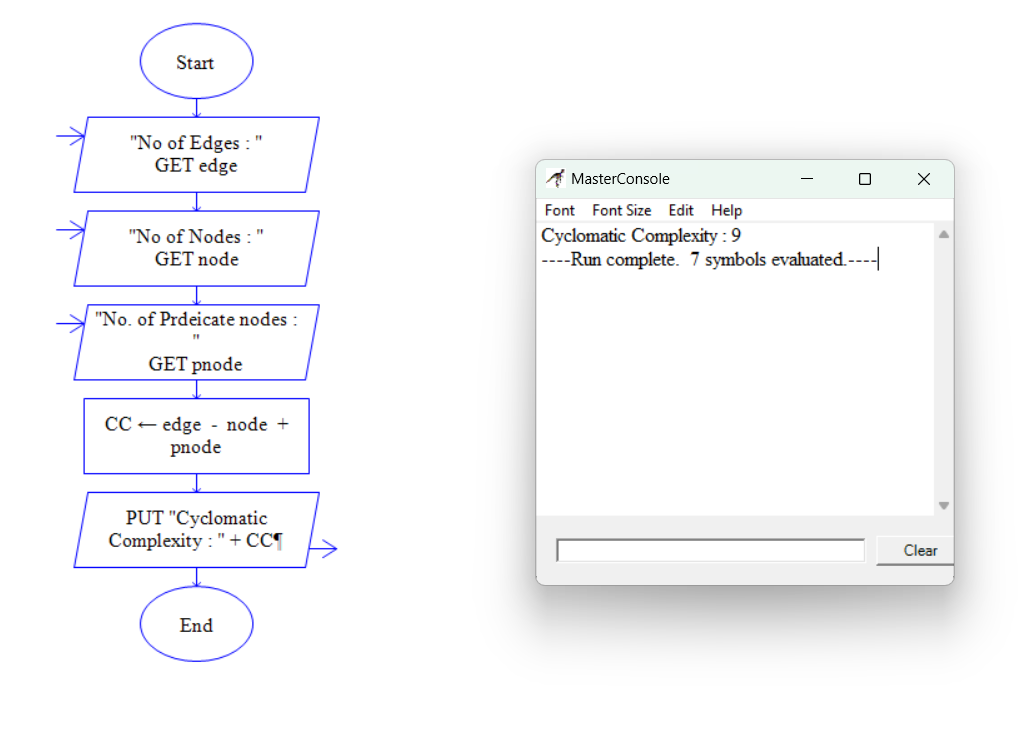 Start
"No of Edges : "
GET edge
"No of Nodes : "
GET node
"No. of Prdeicate nodes :
"
GET pnode
CC ← edge - node +
pnode
PUT "Cyclomatic
Complexity : " + CC¶
End
MasterConsole
Font Font Size Edit Help
Cyclomatic Complexity : 9
----Run complete. 7 symbols evaluated.----
Clear